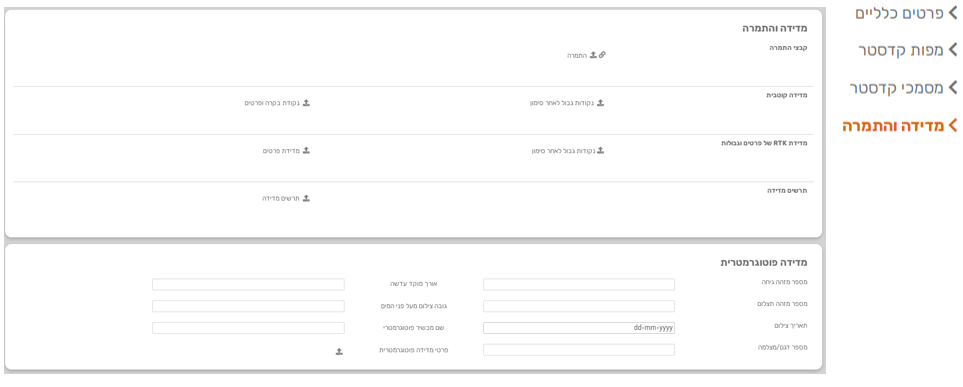 פרטים כלליים
מפות קדסטר
מסמכי קדסטר
מדידה והתמרה
מדידה והתמרה
קבצי התמרה
התמרה
מדידה קוטבית
נקודות גבול לאחר סימון
נקודת בקרה ופרטים
מדידת RTK של פרטים וגבולות
נקודות גבול לאחר סימון
מדידת פרטים
תרשים מדידה
תרשים מדידה
מדידה פוטוגרמטרית
מספר מזהה גיחה
אורך מוקד עדשה
מספר מזהה תצלום
גובה צילום מעל פני המים
תאריך צילום
dd-mm-yyyy
שם מכשיר פוטוגרמטרי
מספר דגם/מצלמה
פרטי מדידה פוטוגרמטרית